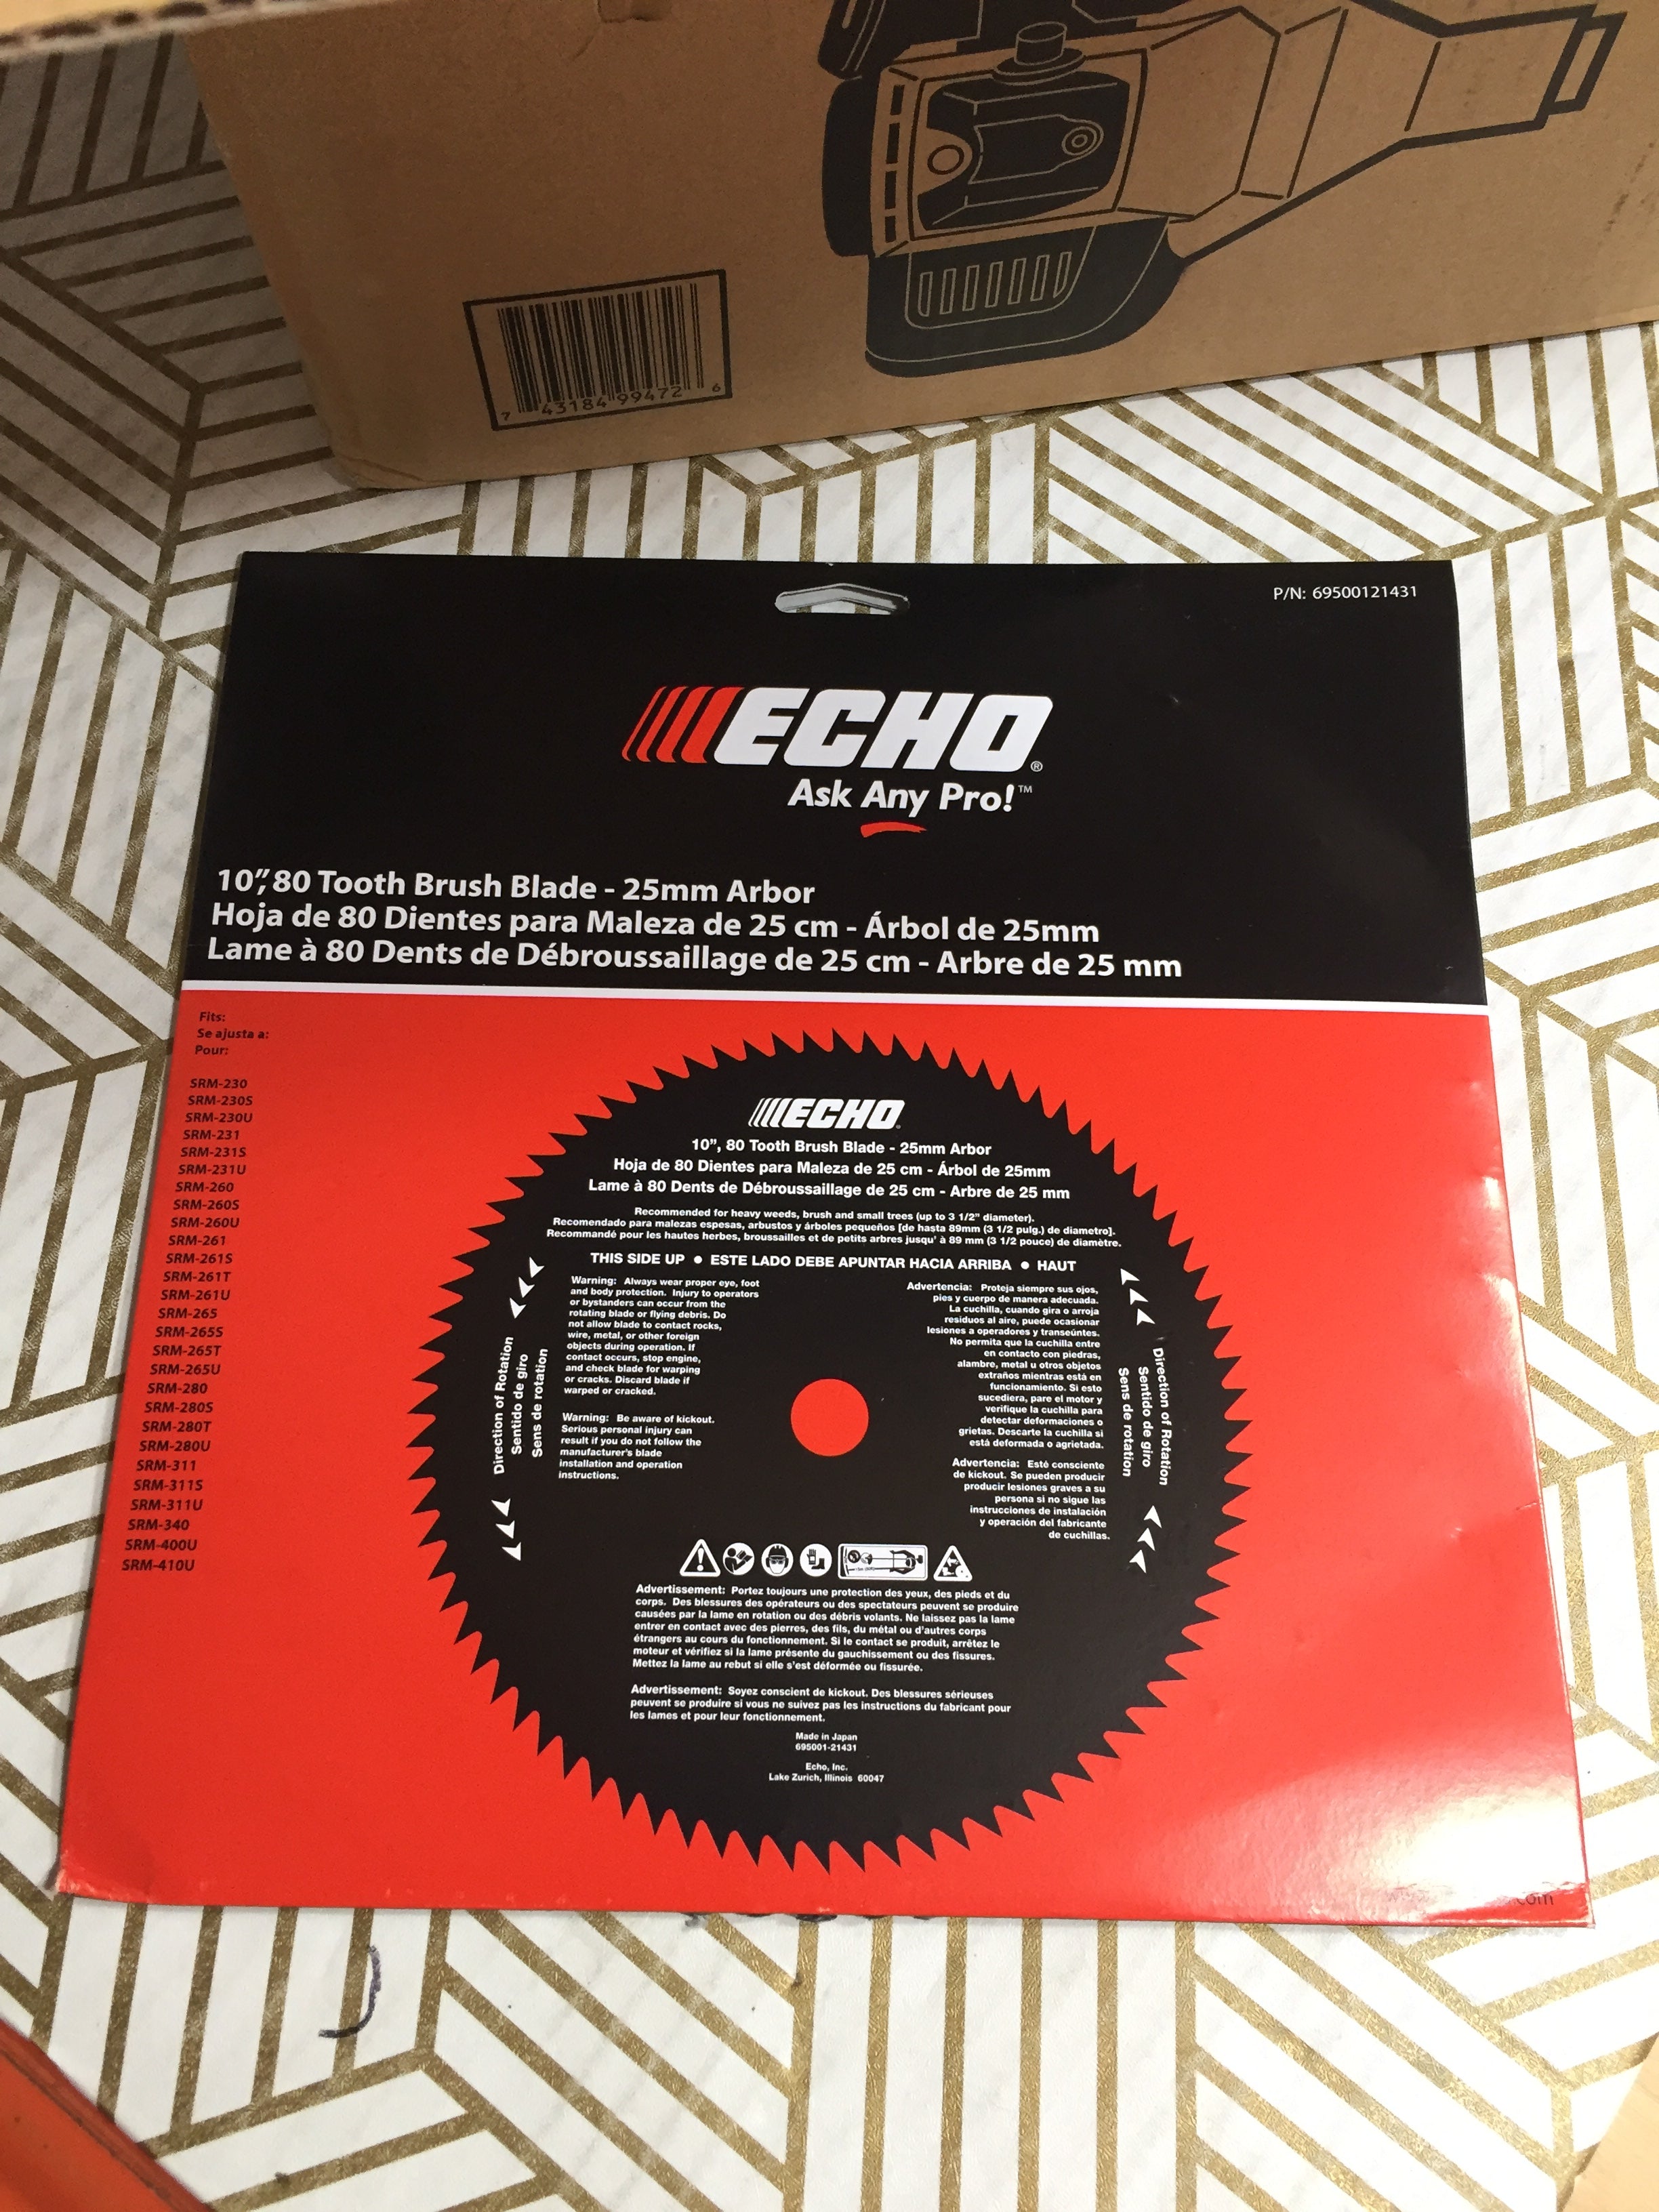 7 43184 99472 6
P/N: 69500121431
ECHO®
Ask Any Pro!™
10”, 80 Tooth Brush Blade - 25mm Arbor
Hoja de 80 Dientes para Maleza de 25 cm - Árbol de 25mm
Lame à 80 Dents de Débroussaillage de 25 cm - Arbre de 25 mm
Fits:
Se ajusta a:
Pour:
SRM-230
SRM-230S
SRM-230U
SRM-231
SRM-231S
SRM-231U
SRM-260
SRM-260S
SRM-260U
SRM-261
SRM-261S
SRM-261T
SRM-261U
SRM-265
SRM-265S
SRM-265T
SRM-265U
SRM-280
SRM-280S
SRM-280T
SRM-280U
SRM-311
SRM-311S
SRM-311U
SRM-340
SRM-400U
SRM-410U
ECHO
10”, 80 Tooth Brush Blade - 25mm Arbor
Hoja de 80 Dientes para Maleza de 25 cm - Árbol de 25mm
Lame à 80 Dents de Débroussaillage de 25 cm - Arbre de 25 mm
Recommended for heavy weeds, brush and small trees (up to 3 1/2” diameter).
Recomendado para malezas espesas, arbustos y árboles pequeños [de hasta 89mm (3 1/2 pulg.) de diametro].
Recommandé pour les hautes herbes, broussailles et de petits arbres jusqu' à 89 mm (3 1/2 pouce) de diamètre.
THIS SIDE UP ● ESTE LADO DEBE APUNTAR HACIA ARRIBA ● HAUT
Direction of Rotation
Sentido de giro
Sens de rotation
Warning: Always wear proper eye, foot
and body protection. Injury to operators
or bystanders can occur from the
rotating blade or flying debris. Do
not allow blade to contact rocks,
wire, metal, or other foreign
objects during operation. If
contact occurs, stop engine,
and check blade for warping
or cracks. Discard blade if
warped or cracked.
Warning: Be aware of kickout.
Serious personal injury can
result if you do not follow the
manufacturer's blade
installation and operation
instructions.
Advertencia: Proteja siempre sus ojos,
pies y cuerpo de manera adecuada.
La cuchilla, cuando gira o arroja
residuos al aire, puede ocasionar
lesiones a operadores y transeúntes.
No permita que la cuchilla entre
en contacto con piedras,
alambre, metal u otros objetos
extraños mientras está en
funcionamiento. Si esto
sucediera, pare el motor y
verifique la cuchilla para
detectar deformaciones o
grietas. Descarte la cuchilla si
está deformada o agrietada.
Advertencia: Esté consciente
de kickout. Se pueden producir
producir lesiones graves a su
persona si no sigue las
instrucciones de instalación
y operación del fabricante
de cuchillas.
Direction of Rotation
Sentido de giro
Sens de rotation
Advertissement: Portez toujours une protection des yeux, des pieds et du
corps. Des blessures des opérateurs ou des spectateurs peuvent se produire
causées par la lame en rotation ou des débris volants. Ne laissez pas la lame
entrer en contact avec des pierres, des fils, du métal ou d'autres corps
étrangers au cours du fonctionnement. Si le contact se produit, arrêtez le
moteur et vérifiez si la lame présente du gauchissement ou des fissures.
Mettez la lame au rebut si elle s'est déformée ou fissurée.
Advertissement: Soyez conscient de kickout. Des blessures sérieuses
peuvent se produire si vous ne suivez pas les instructions du fabricant pour
les lames et pour leur fonctionnement.
Made in Japan
695001-21431
Echo, Inc.
Lake Zurich, Illinois 60047